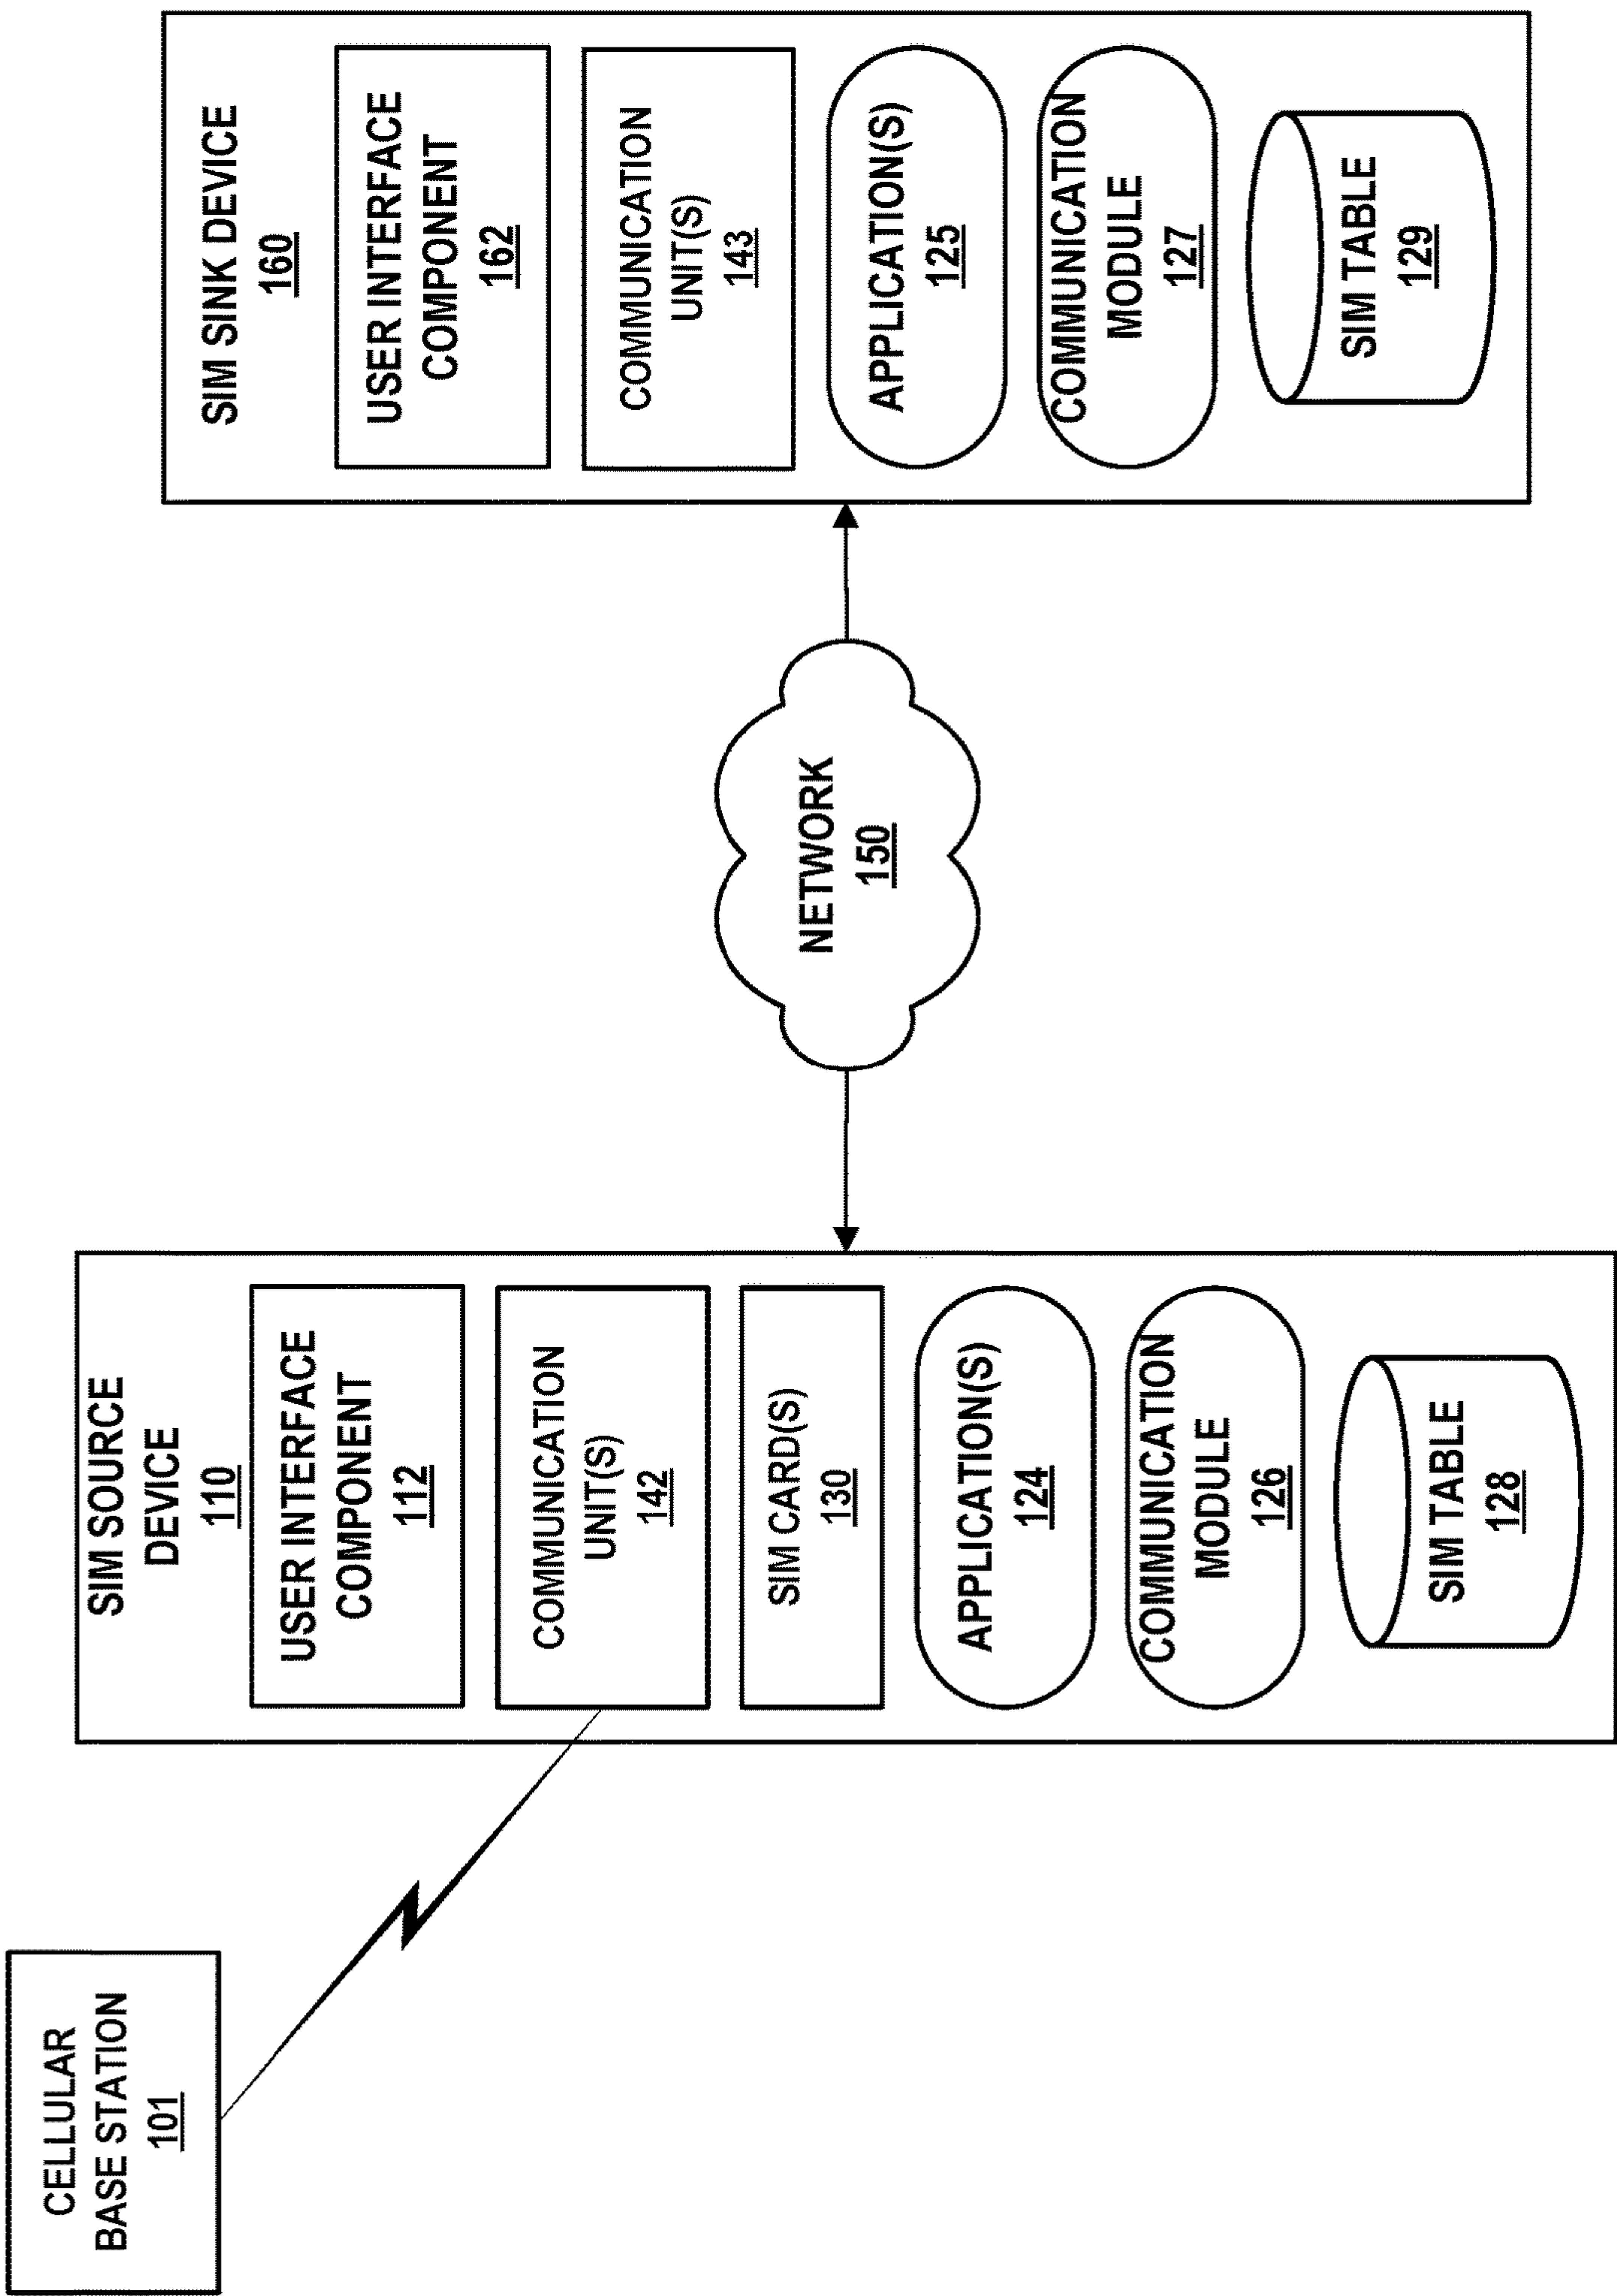 CELLULAR
BASE STATION
101
SIM SOURCE
DEVICE
110
USER INTERFACE
COMPONENT
112
COMMUNICATION
UNIT(S)
142
SIM CARD(S)
130
APPLICATION(S)
124
COMMUNICATION
MODULE
126
SIM TABLE
128
NETWORK
150
SIM SINK DEVICE
160
USER INTERFACE
COMPONENT
162
COMMUNICATION
UNIT(S)
143
APPLICATION(S)
125
COMMUNICATION
MODULE
127
SIM TABLE
129